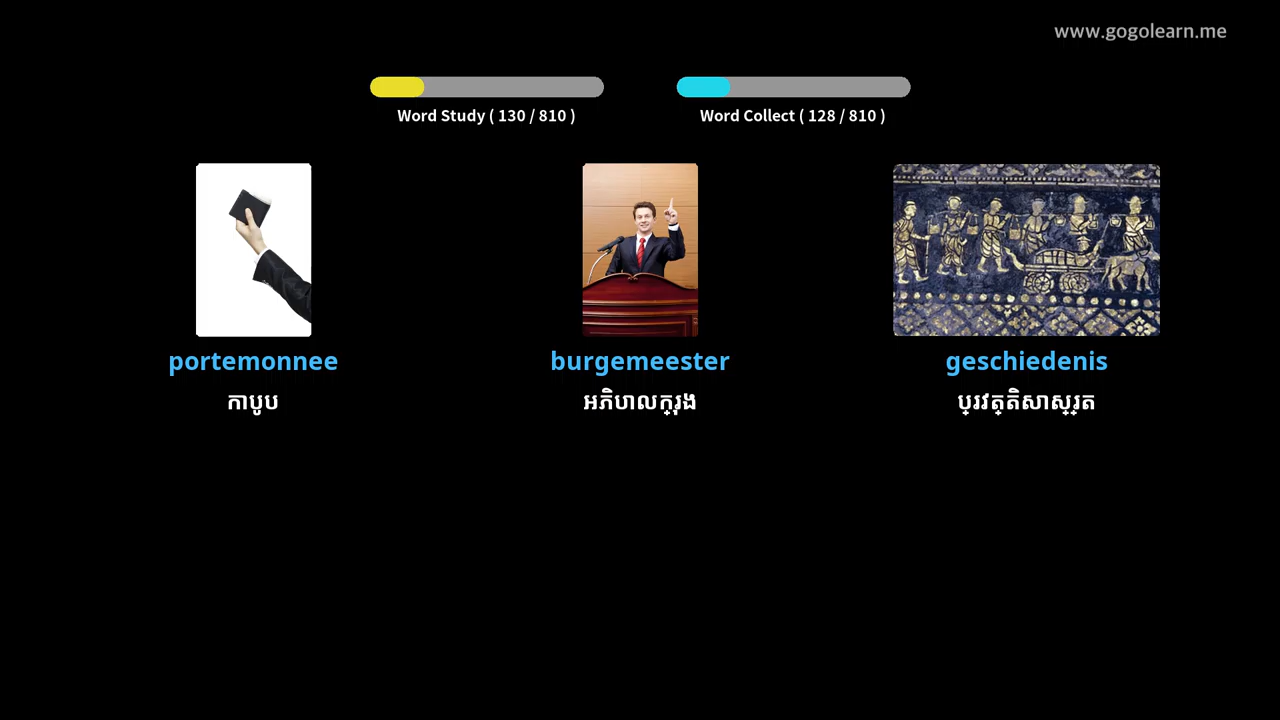 www.gogolearn.me
Word Study ( 130 / 810 )
Word Collect ( 128 / 810 )
portemonnee
burgemeester
geschiedenis
កាបូប
អភិបាលក្រុង
ប្រវត្តិសាស្រ្ត